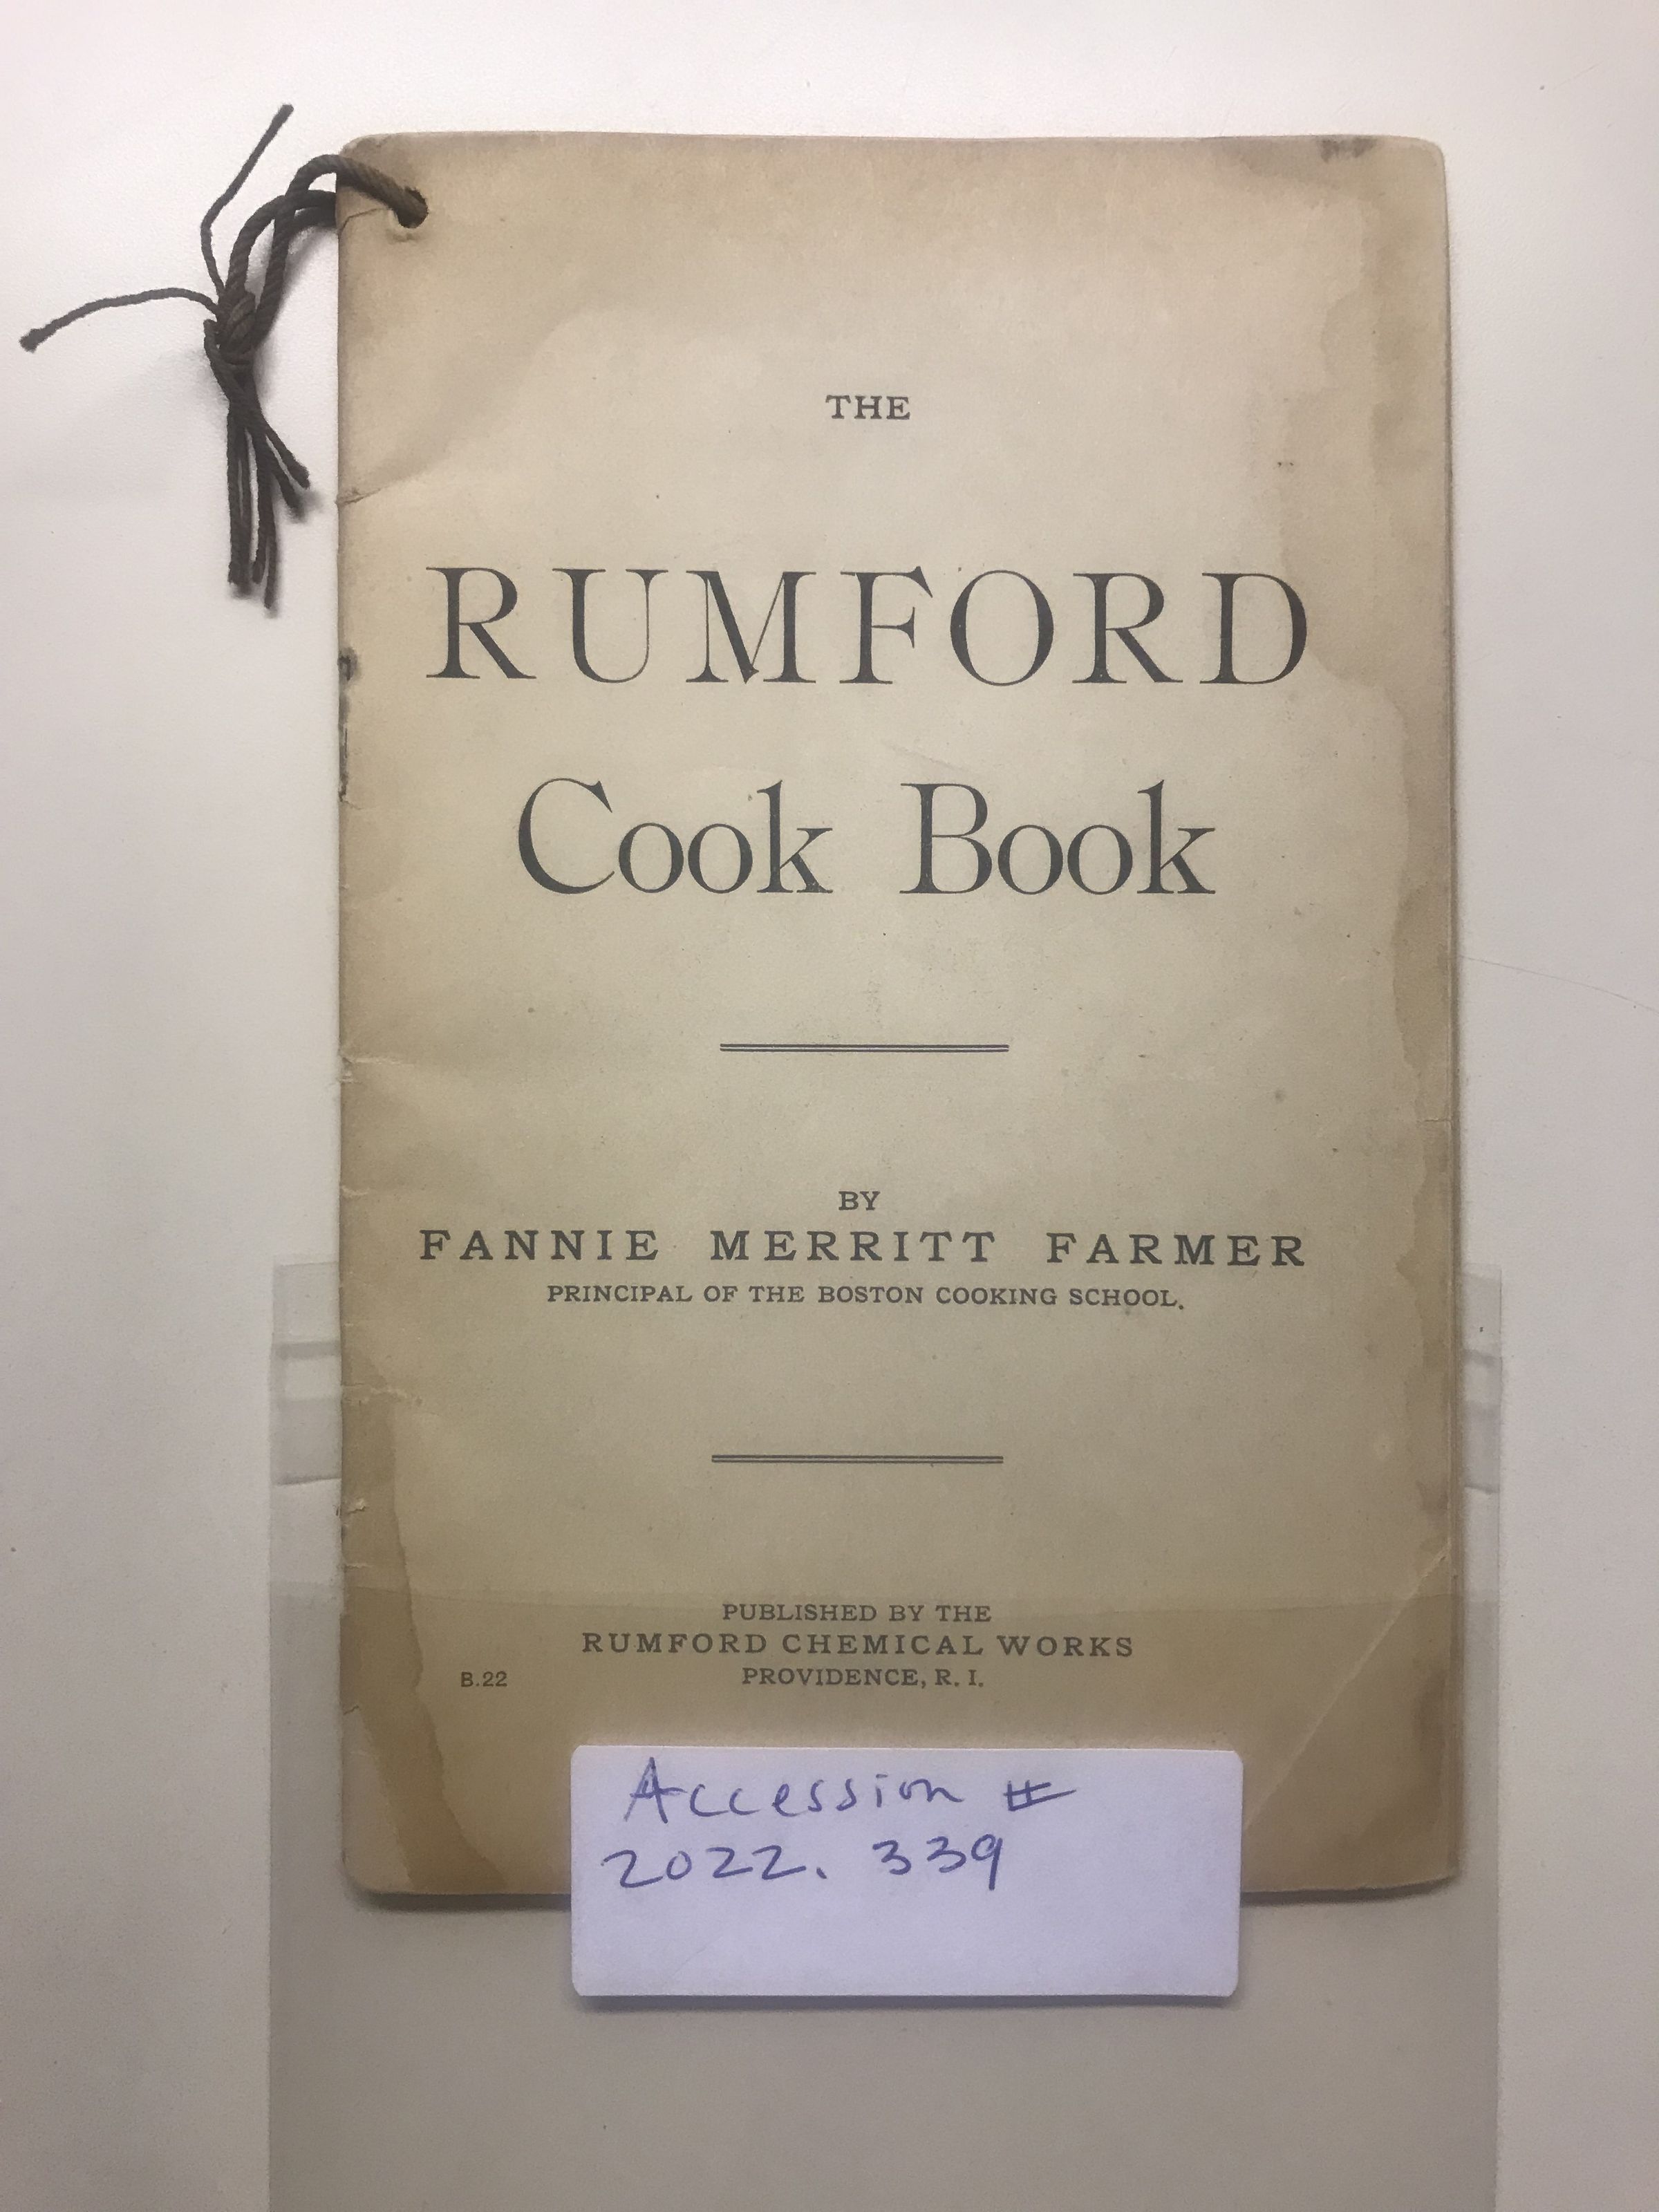 THE
RUMFORD
Cook Book
BY
FANNIE MERRITT FARMER
PRINCIPAL OF THE BOSTON COOKING SCHOOL.
PUBLISHED BY THE
RUMFORD CHEMICAL WORKS
B.22 PROVIDENCE, R. I.
Accession #
2022. 339